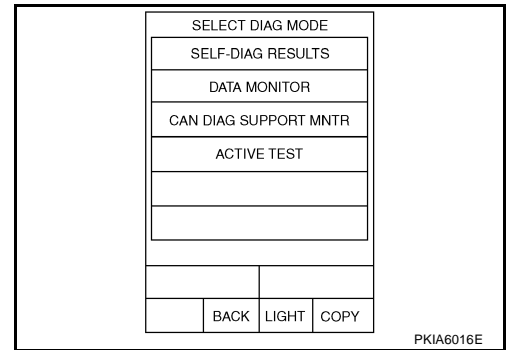 SELECT DIAG MODE
SELF-DIAG RESULTS
DATA MONITOR
CAN DIAG SUPPORT MNTR
ACTIVE TEST
BACK LIGHT COPY
PKIA6016E